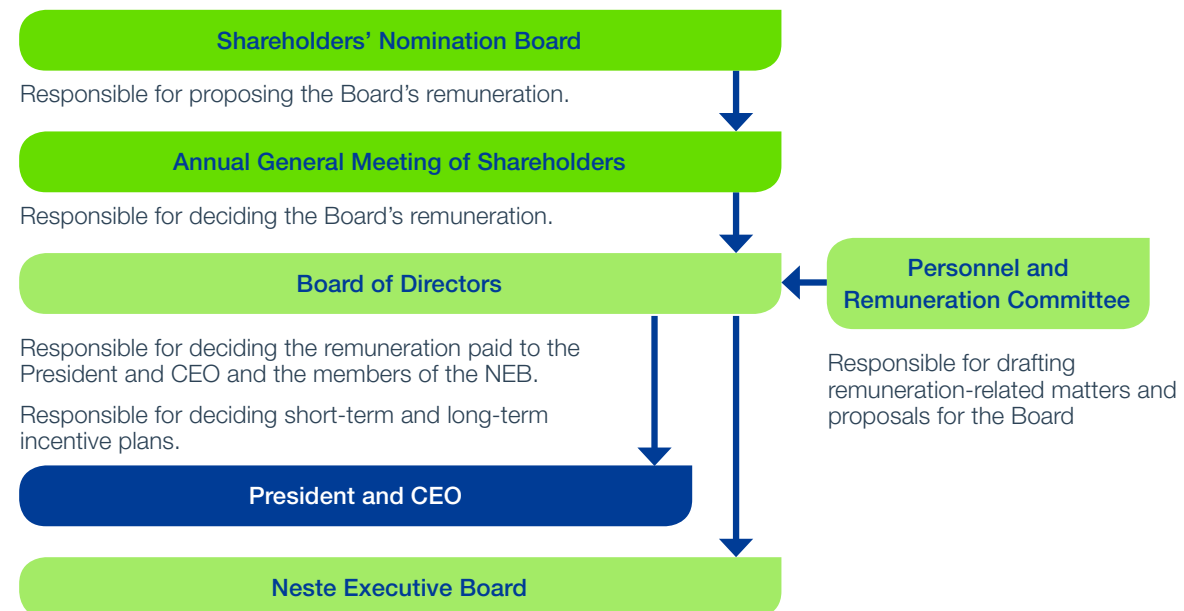 Shareholders’ Nomination Board
Responsible for proposing the Board’s remuneration.
Annual General Meeting of Shareholders
Responsible for deciding the Board’s remuneration.
Board of Directors
Responsible for deciding the remuneration paid to the
President and CEO and the members of the NEB.
Responsible for deciding short-term and long-term
incentive plans.
Personnel and
Remuneration Committee
Responsible for drafting
remuneration-related matters and
proposals for the Board
President and CEO
Neste Executive Board